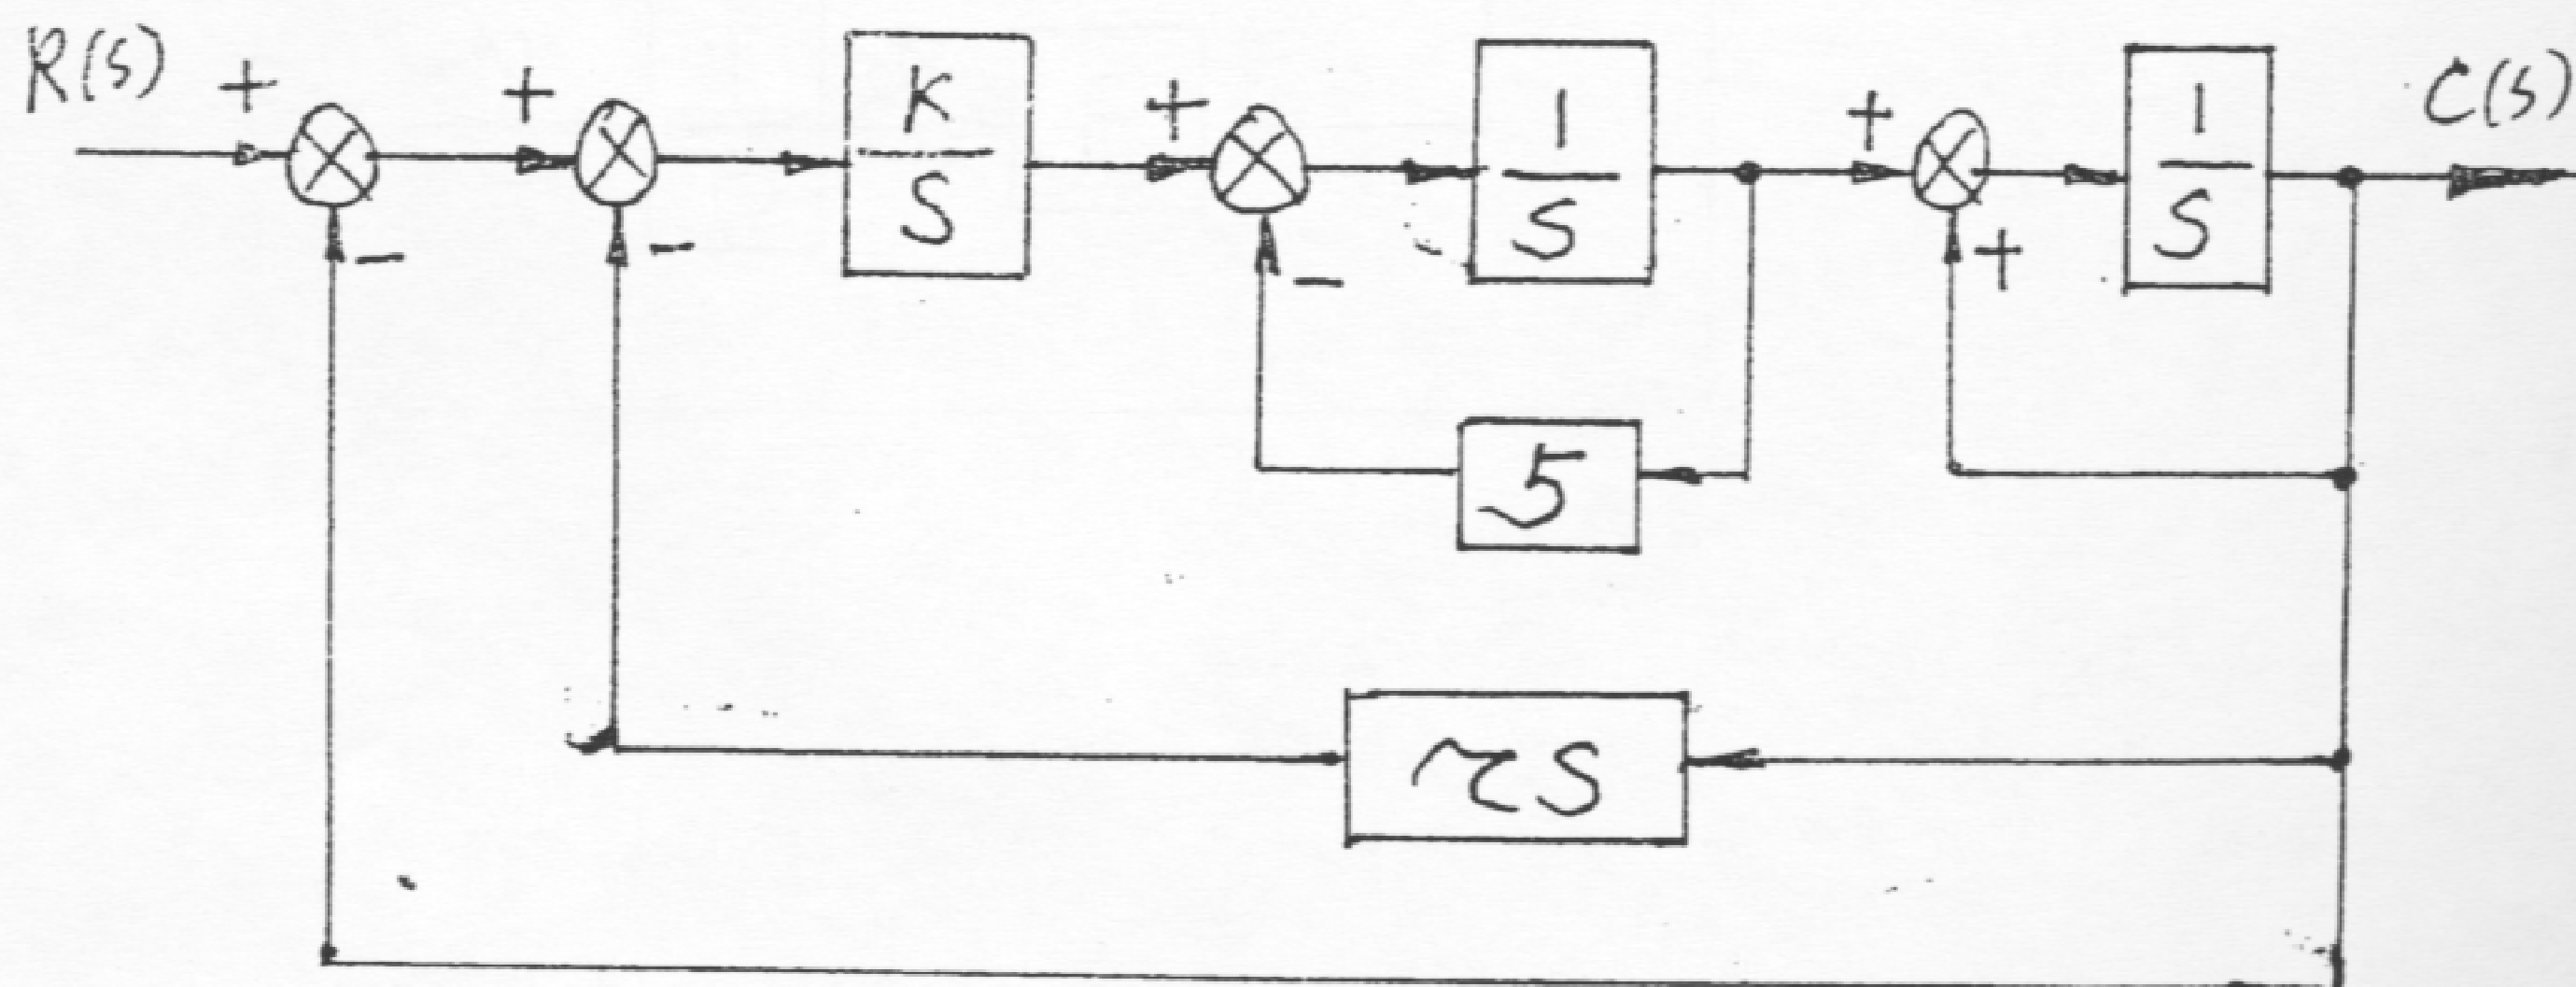 R(s) + + K/S + 1/S + 1/S C(s)
- - - +
5
τS